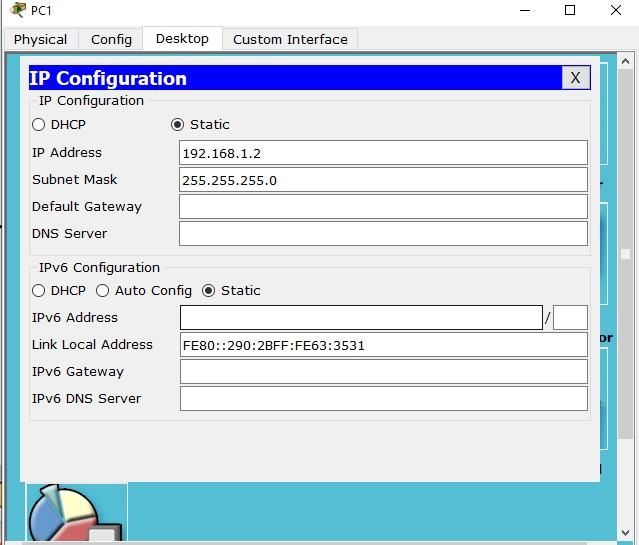 PC1
Physical Config Desktop Custom Interface
IP Configuration X
IP Configuration
DHCP Static
IP Address 192.168.1.2
Subnet Mask 255.255.255.0
Default Gateway
DNS Server
IPv6 Configuration
DHCP Auto Config Static
IPv6 Address /
Link Local Address FE80::290:2BFF:FE63:3531
IPv6 Gateway
IPv6 DNS Server